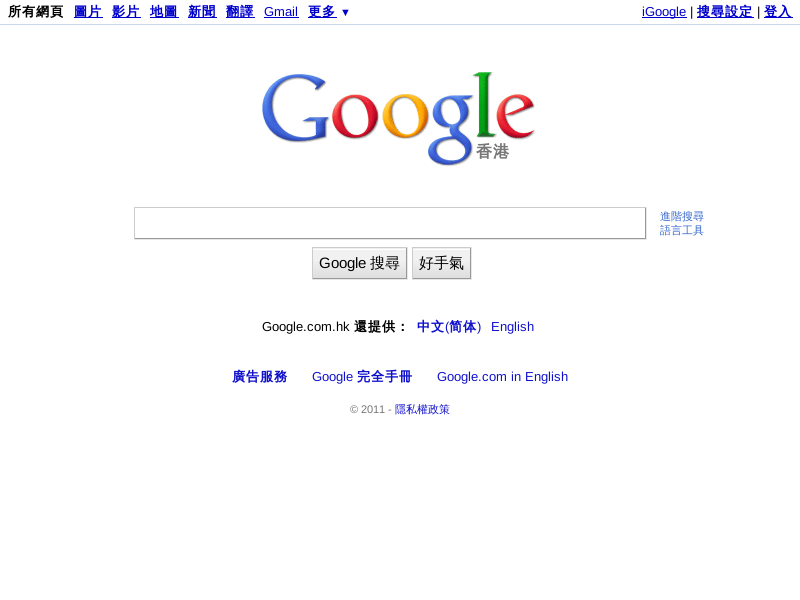 所有網頁 圖片 影片 地圖 新聞 翻譯 Gmail 更多 ▼ iGoogle | 搜尋設定 | 登入
Google
香港
進階搜尋
語言工具
Google 搜尋 好手氣
Google.com.hk 還提供： 中文(简体) English
廣告服務 Google 完全手冊 Google.com in English
© 2011 - 隱私權政策